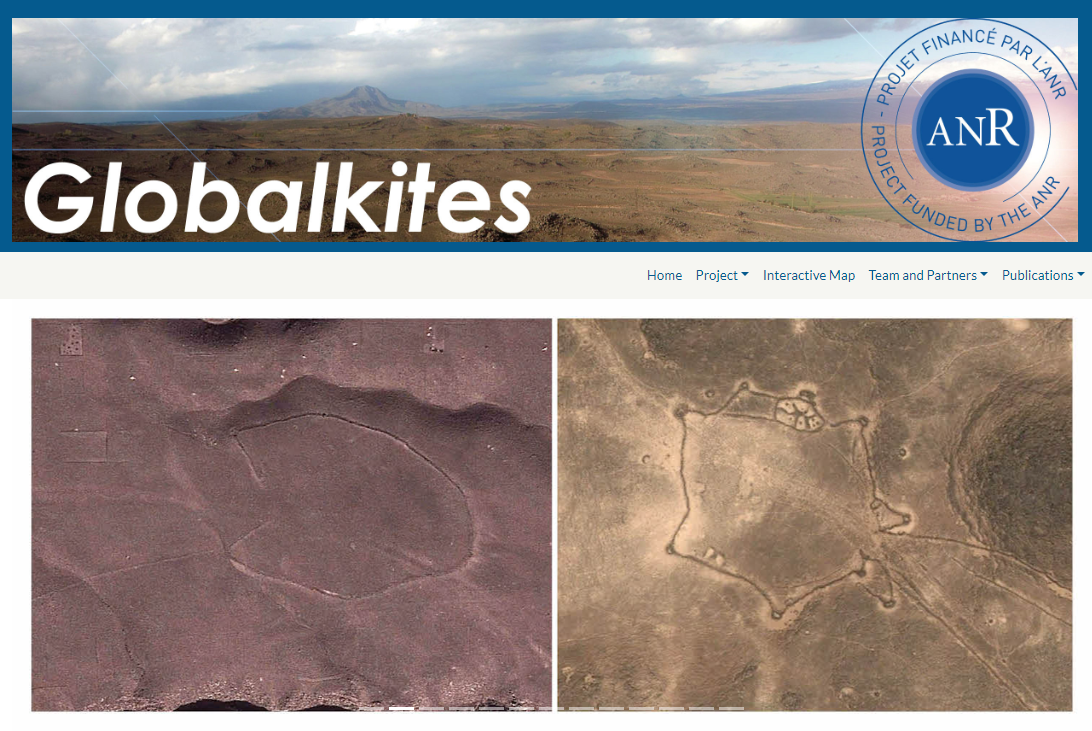 Globalkites
- PROJET FINANCÉ PAR L'ANR
ANR
PROJECT FUNDED BY THE ANR
Home Project Interactive Map Team and Partners Publications